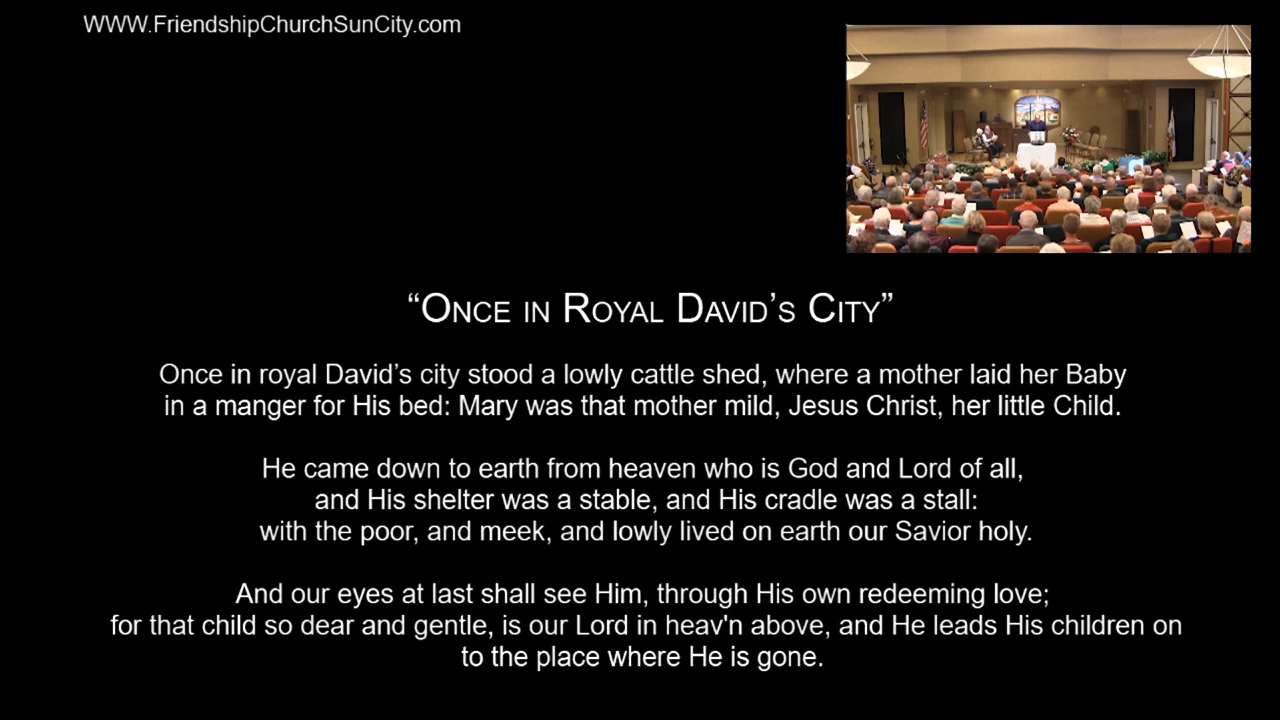 WWW.FriendshipChurchSunCity.com
“Once in Royal David’s City”
Once in royal David’s city stood a lowly cattle shed, where a mother laid her Baby
in a manger for His bed: Mary was that mother mild, Jesus Christ, her little Child.
He came down to earth from heaven who is God and Lord of all,
and His shelter was a stable, and His cradle was a stall:
with the poor, and meek, and lowly lived on earth our Savior holy.
And our eyes at last shall see Him, through His own redeeming love;
for that child so dear and gentle, is our Lord in heav'n above, and He leads His children on
to the place where He is gone.